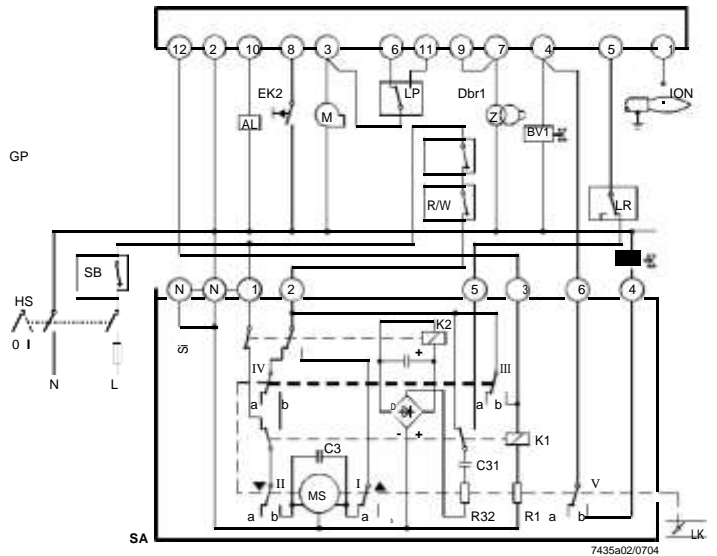 12 2 10 8 3 6 11 9 7 4 5 1
EK2 LP Dbr1 ION
AL M Z BV1
GP
R/W LR
SB
HS
N N 1 2 5 3 6 4
0 I
K2
IS
IV III
N L
a b D a b
- +
+
K1
C3 C31
II MS I V
a b a R32 R1 a b
LK
SA
7435a02/0704